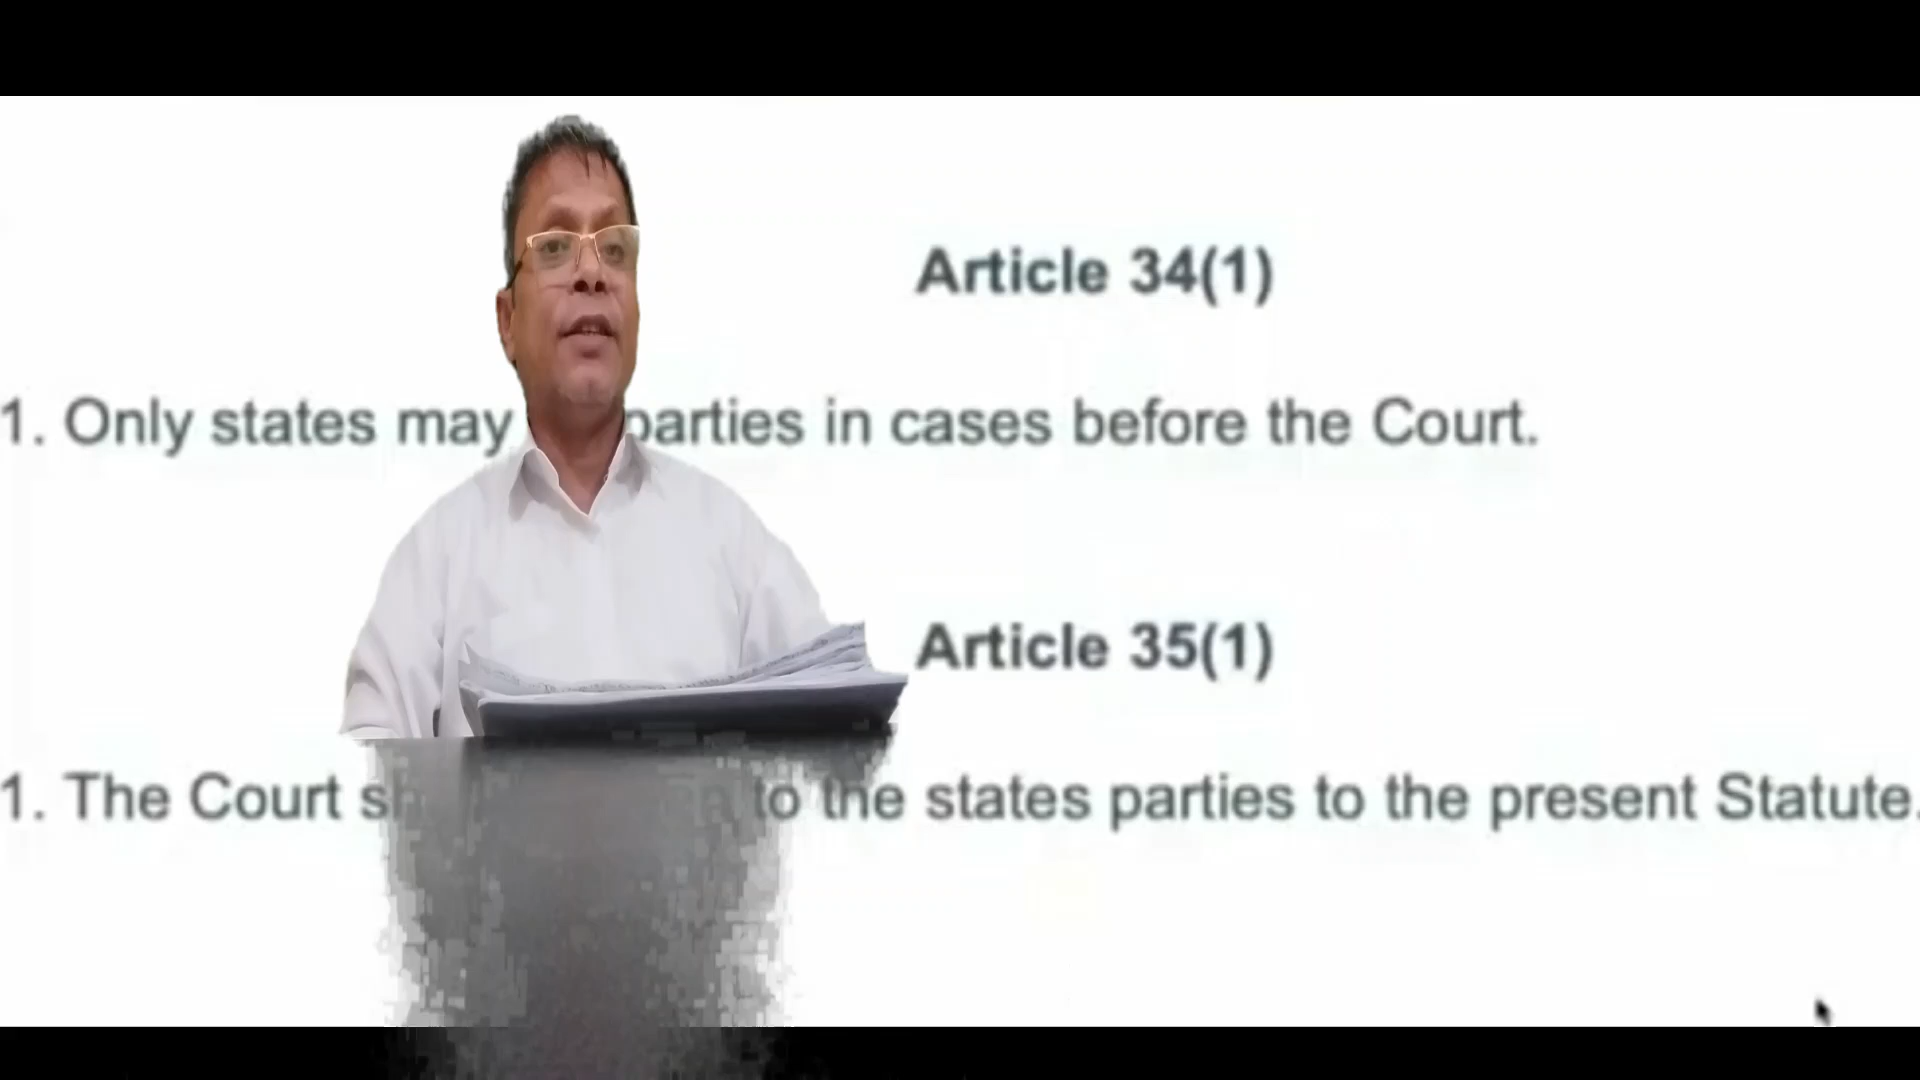 Article 34(1)
1. Only states may parties in cases before the Court.
Article 35(1)
1. The Court to the states parties to the present Statute.